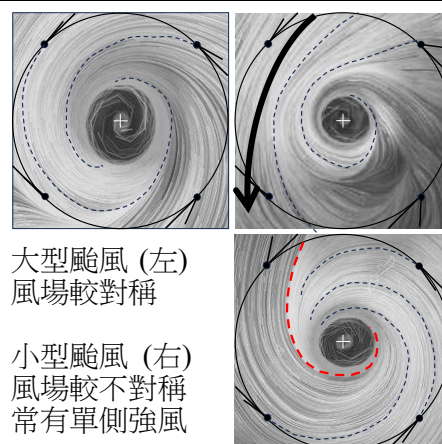 大型颱風 (左)
風場較對稱
小型颱風 (右)
風場較不對稱
常有單側強風